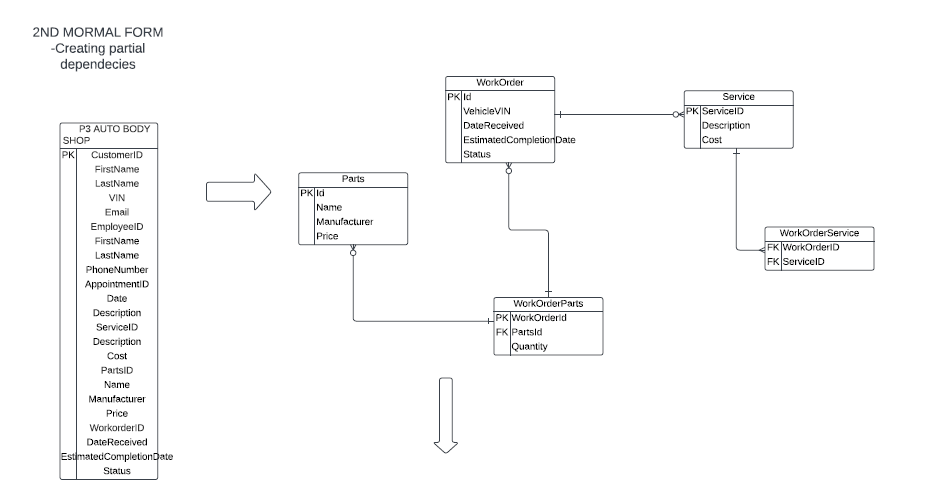 2ND MORMAL FORM
-Creating partial
dependecies
P3 AUTO BODY
SHOP
PK CustomerID
FirstName
LastName
VIN
Email
EmployeeID
FirstName
LastName
PhoneNumber
AppointmentID
Date
Description
ServiceID
Description
Cost
PartsID
Name
Manufacturer
Price
WorkorderID
DateReceived
EstimatedCompletionDate
Status
Parts
PK Id
Name
Manufacturer
Price
WorkOrder
PK Id
VehicleVIN
DateReceived
EstimatedCompletionDate
Status
Service
PK ServiceID
Description
Cost
WorkOrderService
FK WorkOrderID
FK ServiceID
WorkOrderParts
PK WorkOrderId
FK PartsId
Quantity